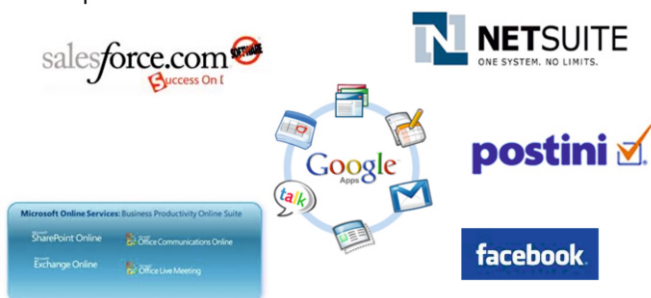 salesforce.com
SOFTWARE
Success On
NETSUITE
ONE SYSTEM. NO LIMITS.
Google
Apps
talk
postini
Microsoft Online Services: Business Productivity Online Suite
SharePoint Online
Office Communications Online
Exchange Online
Office Live Meeting
facebook